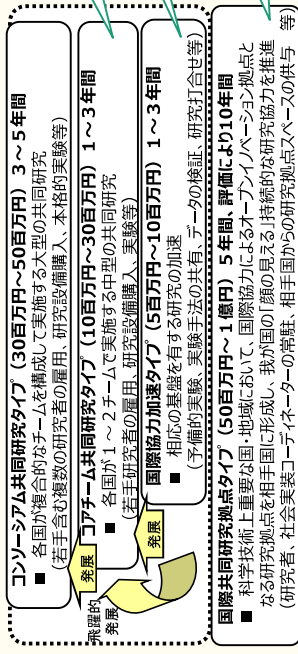 コンソーシアム共同研究タイプ（30百万円～50百万円）３～５年間
■ 各国が複合的なチームを構成して実施する大型の共同研究
（若手含む複数の研究者の雇用、研究設備購入、本格的実験等）
発展
コアチーム共同研究タイプ（10百万円～30百万円）１～３年間
■ 各国が１～２チームで実施する中型の共同研究
（若手研究者の雇用、研究設備購入、実験等）
飛躍的
発展
発展
国際協力加速タイプ（5百万円～10百万円）１～３年間
■ 相応の基盤を有する研究の加速
（予備的実験、実験手法の共有、データの検証、研究打合せ等）
国際共同研究拠点タイプ（50百万円～１億円）５年間、評価により10年間
■ 科学技術上重要な国・地域において、国際協力によるオープンイノベーション拠点と
なる研究拠点を相手国に形成し、我が国の「顔の見える」持続的な研究協力を推進
（研究者、社会実装コーディネーターの常駐、相手国からの研究拠点スペースの供与
等）